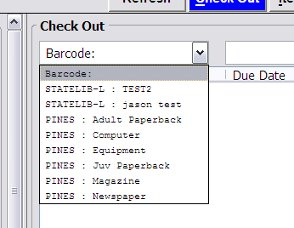 Refresh Check Out
Check Out
Barcode:
Due Date
Barcode:
STATELIB-L : TEST2
STATELIB-L : jason test
PINES : Adult Paperback
PINES : Computer
PINES : Equipment
PINES : Juv Paperback
PINES : Magazine
PINES : Newspaper